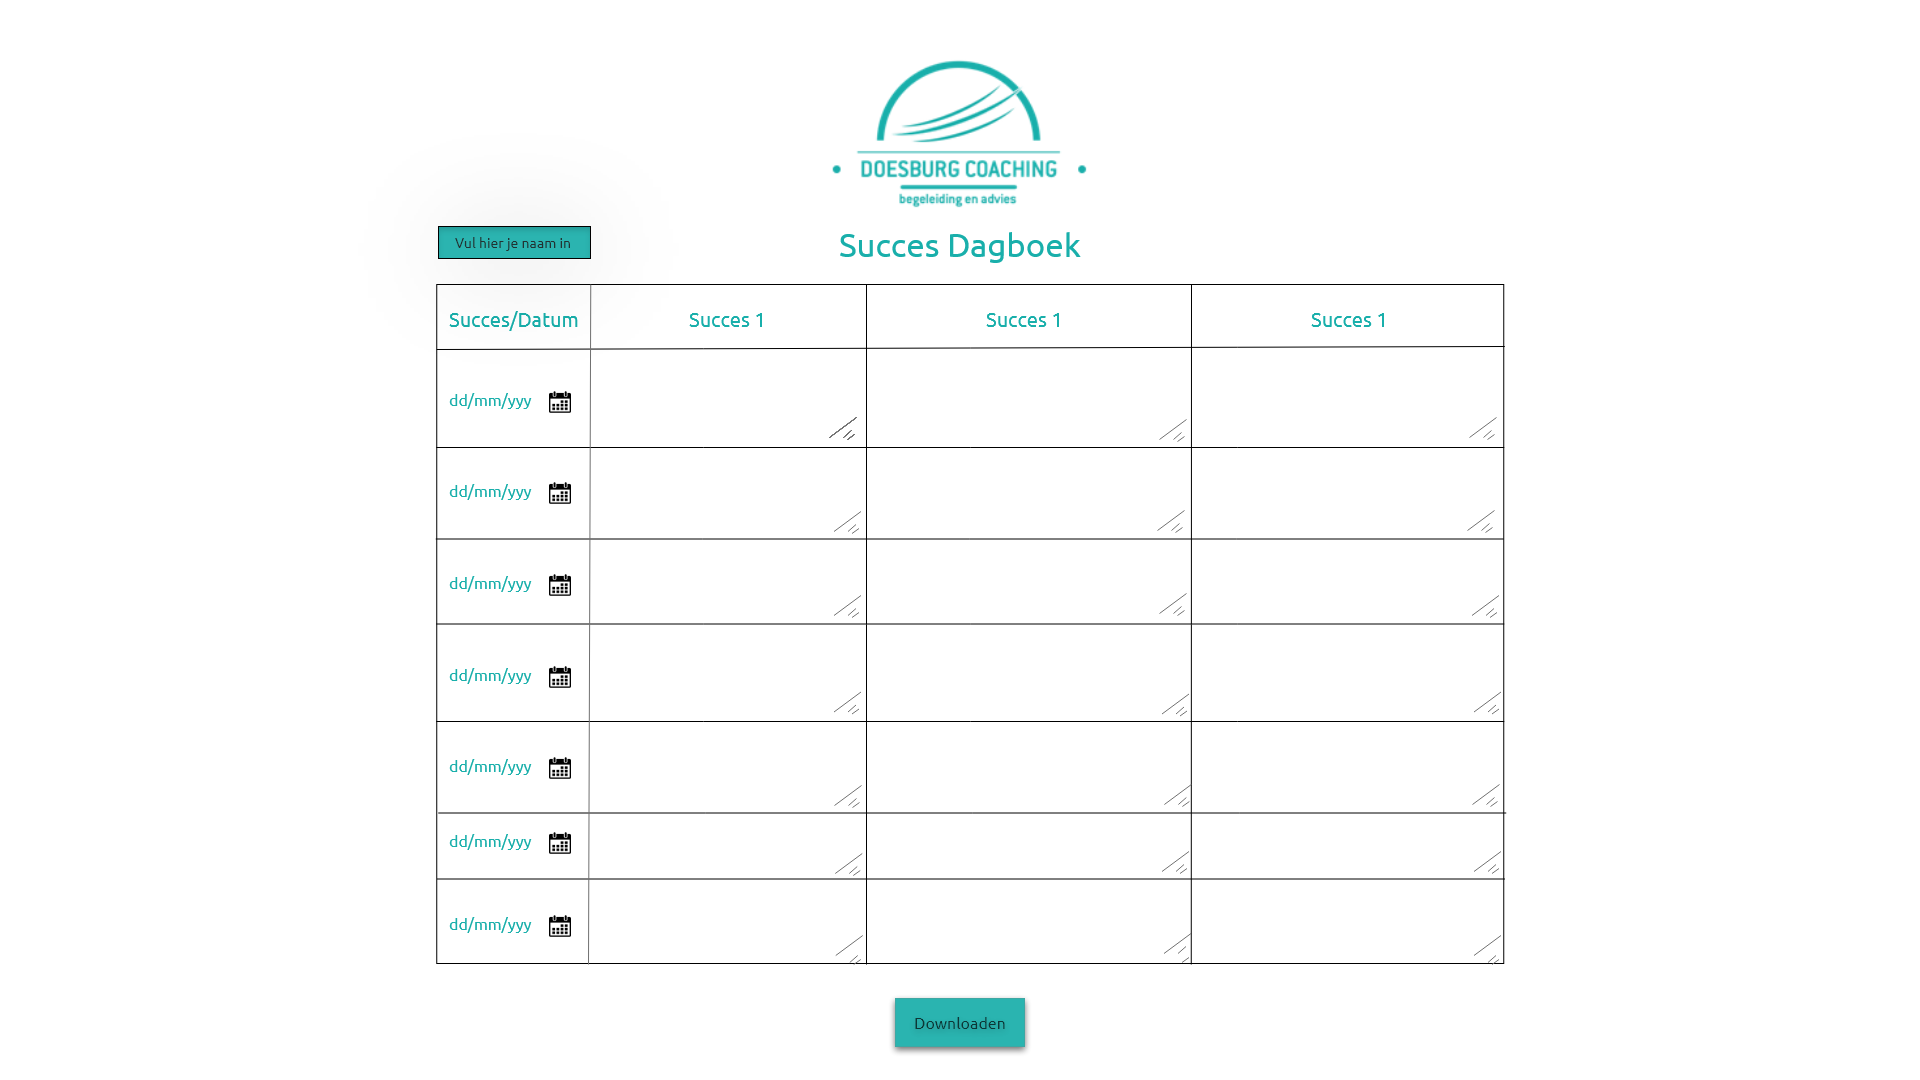 DOESBURG COACHING
begeleiding en advies
Vul hier je naam in
Succes Dagboek
Succes/Datum Succes 1 Succes 1 Succes 1
dd/mm/yyy
dd/mm/yyy
dd/mm/yyy
dd/mm/yyy
dd/mm/yyy
dd/mm/yyy
dd/mm/yyy
Downloaden